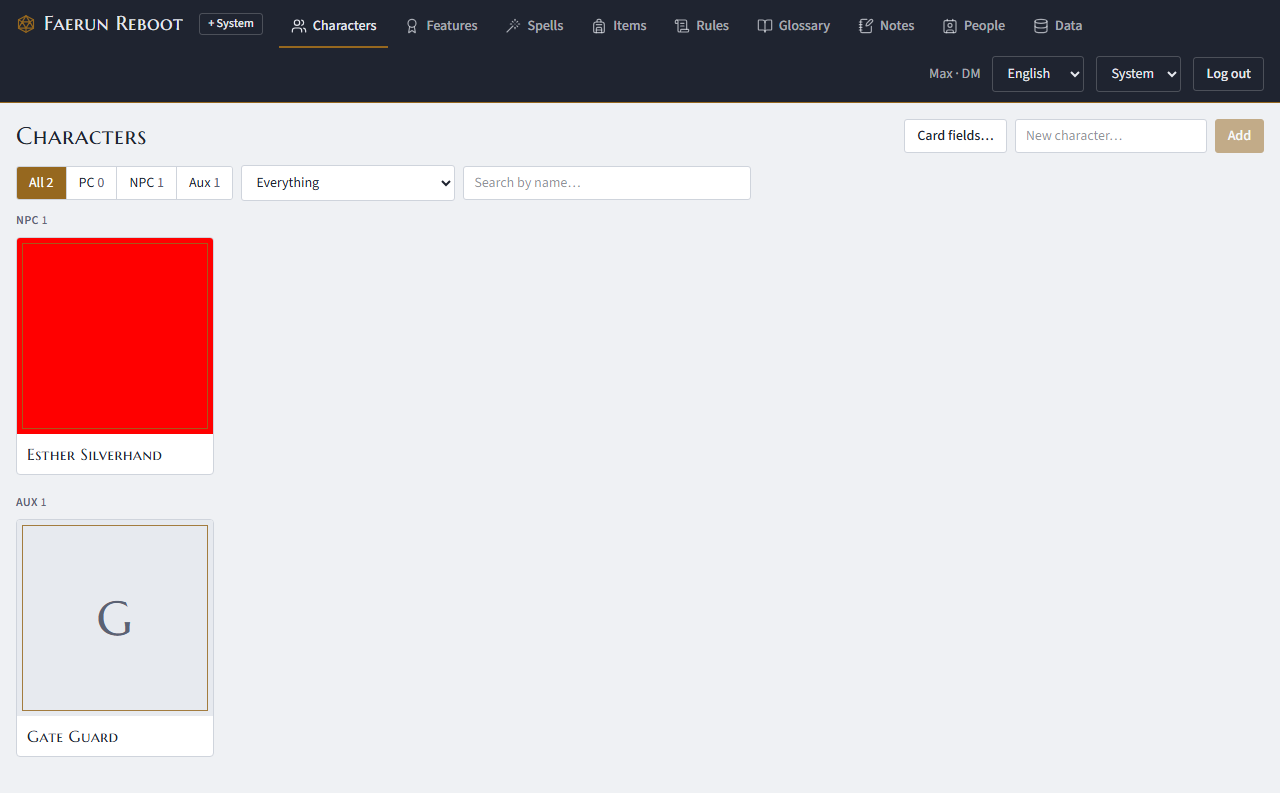 Faerun Reboot
+ System
Characters
Features
Spells
Items
Rules
Glossary
Notes
People
Data
Max · DM
English
System
Log out
Characters
Card fields…
New character…
Add
All 2
PC 0
NPC 1
Aux 1
Everything
Search by name…
NPC 1
Esther Silverhand
AUX 1
G
Gate Guard